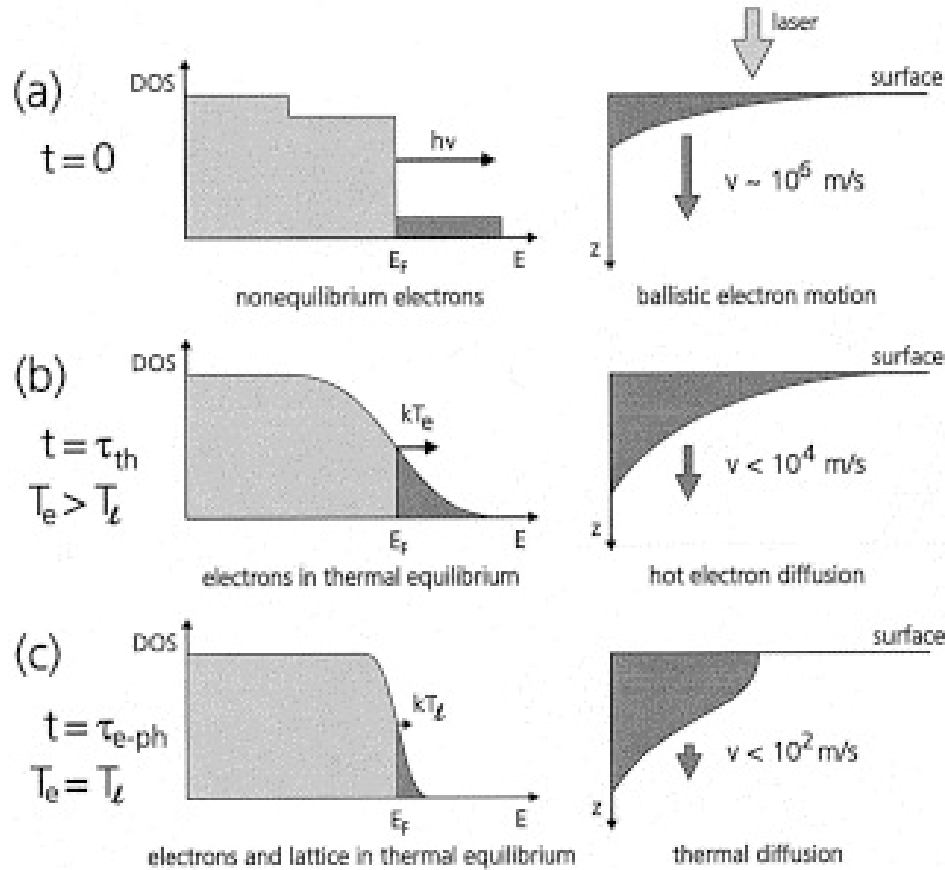 laser
(a)
DOS
surface
t = 0
hν
v ~ 10⁶ m/s
z
E_F
E
nonequilibrium electrons
ballistic electron motion
(b)
DOS
surface
kT_e
t = τ_th
v < 10⁴ m/s
T_e > T_ℓ
z
E_F
E
electrons in thermal equilibrium
hot electron diffusion
(c)
DOS
surface
kT_ℓ
t = τ_e-ph
v < 10² m/s
T_e = T_ℓ
z
E_F
E
electrons and lattice in thermal equilibrium
thermal diffusion